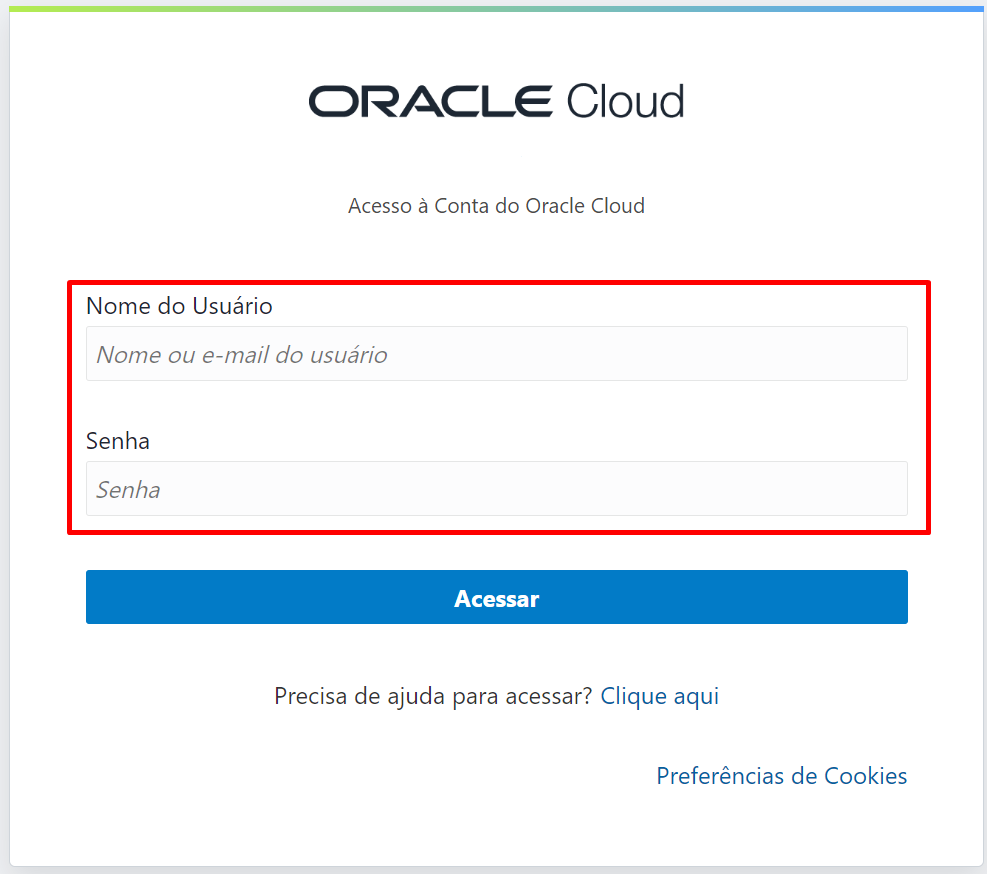 ORACLE Cloud
Acesso à Conta do Oracle Cloud
Nome do Usuário
Nome ou e-mail do usuário
Senha
Senha
Acessar
Precisa de ajuda para acessar? Clique aqui
Preferências de Cookies